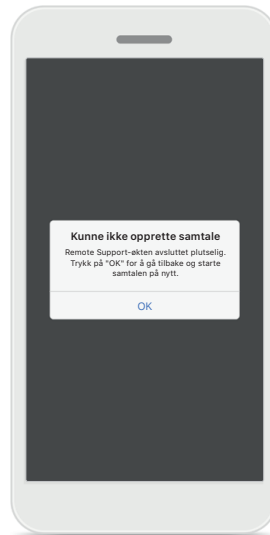 Kunne ikke opprette samtale
Remote Support-økten avsluttet plutselig.
Trykk på "OK" for å gå tilbake og starte
samtalen på nytt.
OK